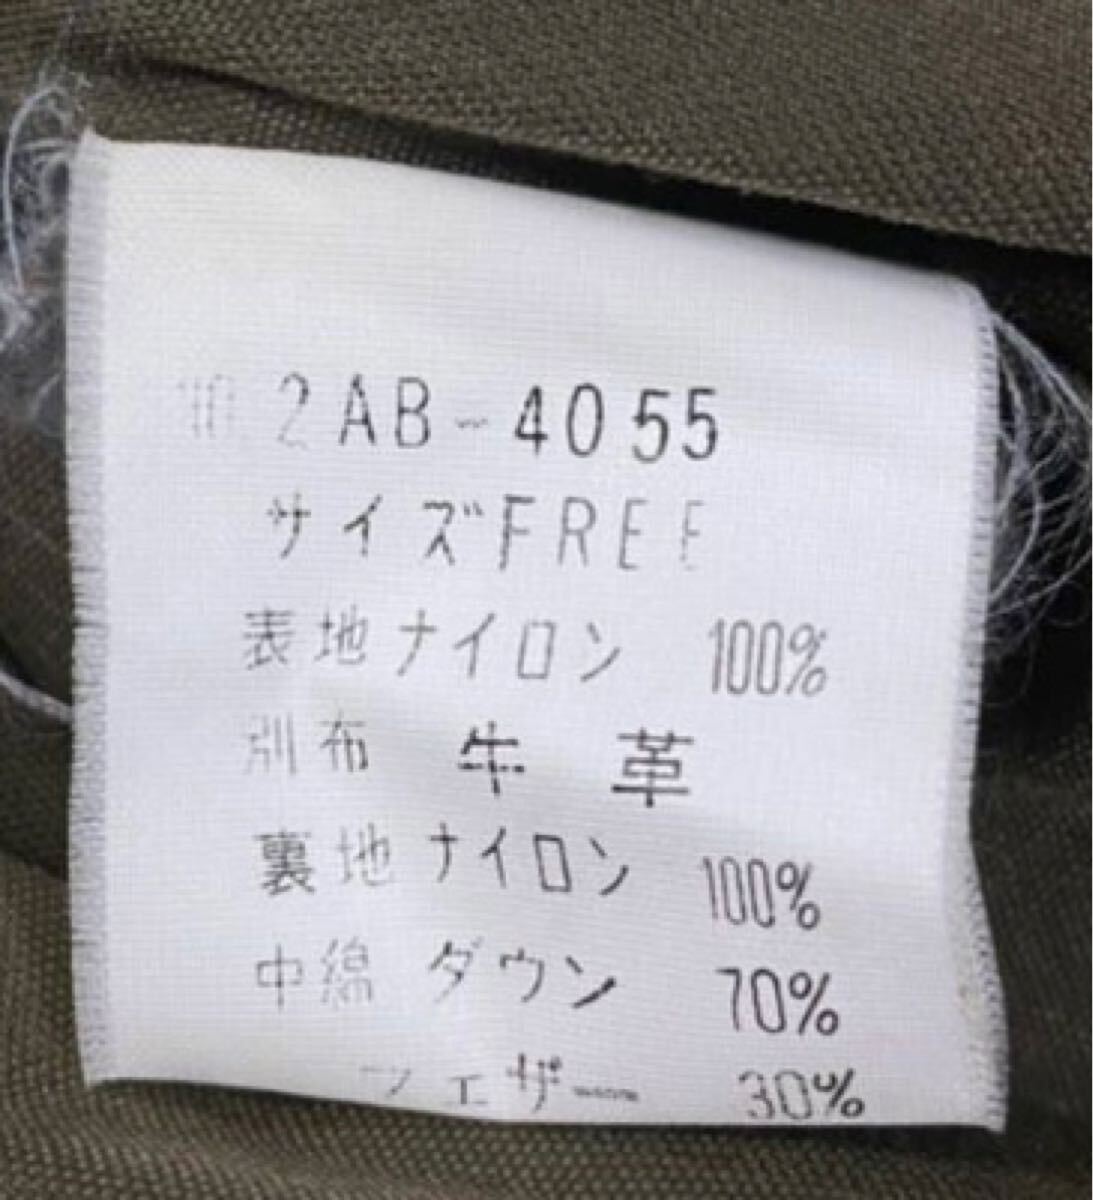 2AB-4055
サイズFREE
表地ナイロン 100%
別布 牛革
裏地ナイロン 100%
中綿 ダウン 70%
フェザー 30%